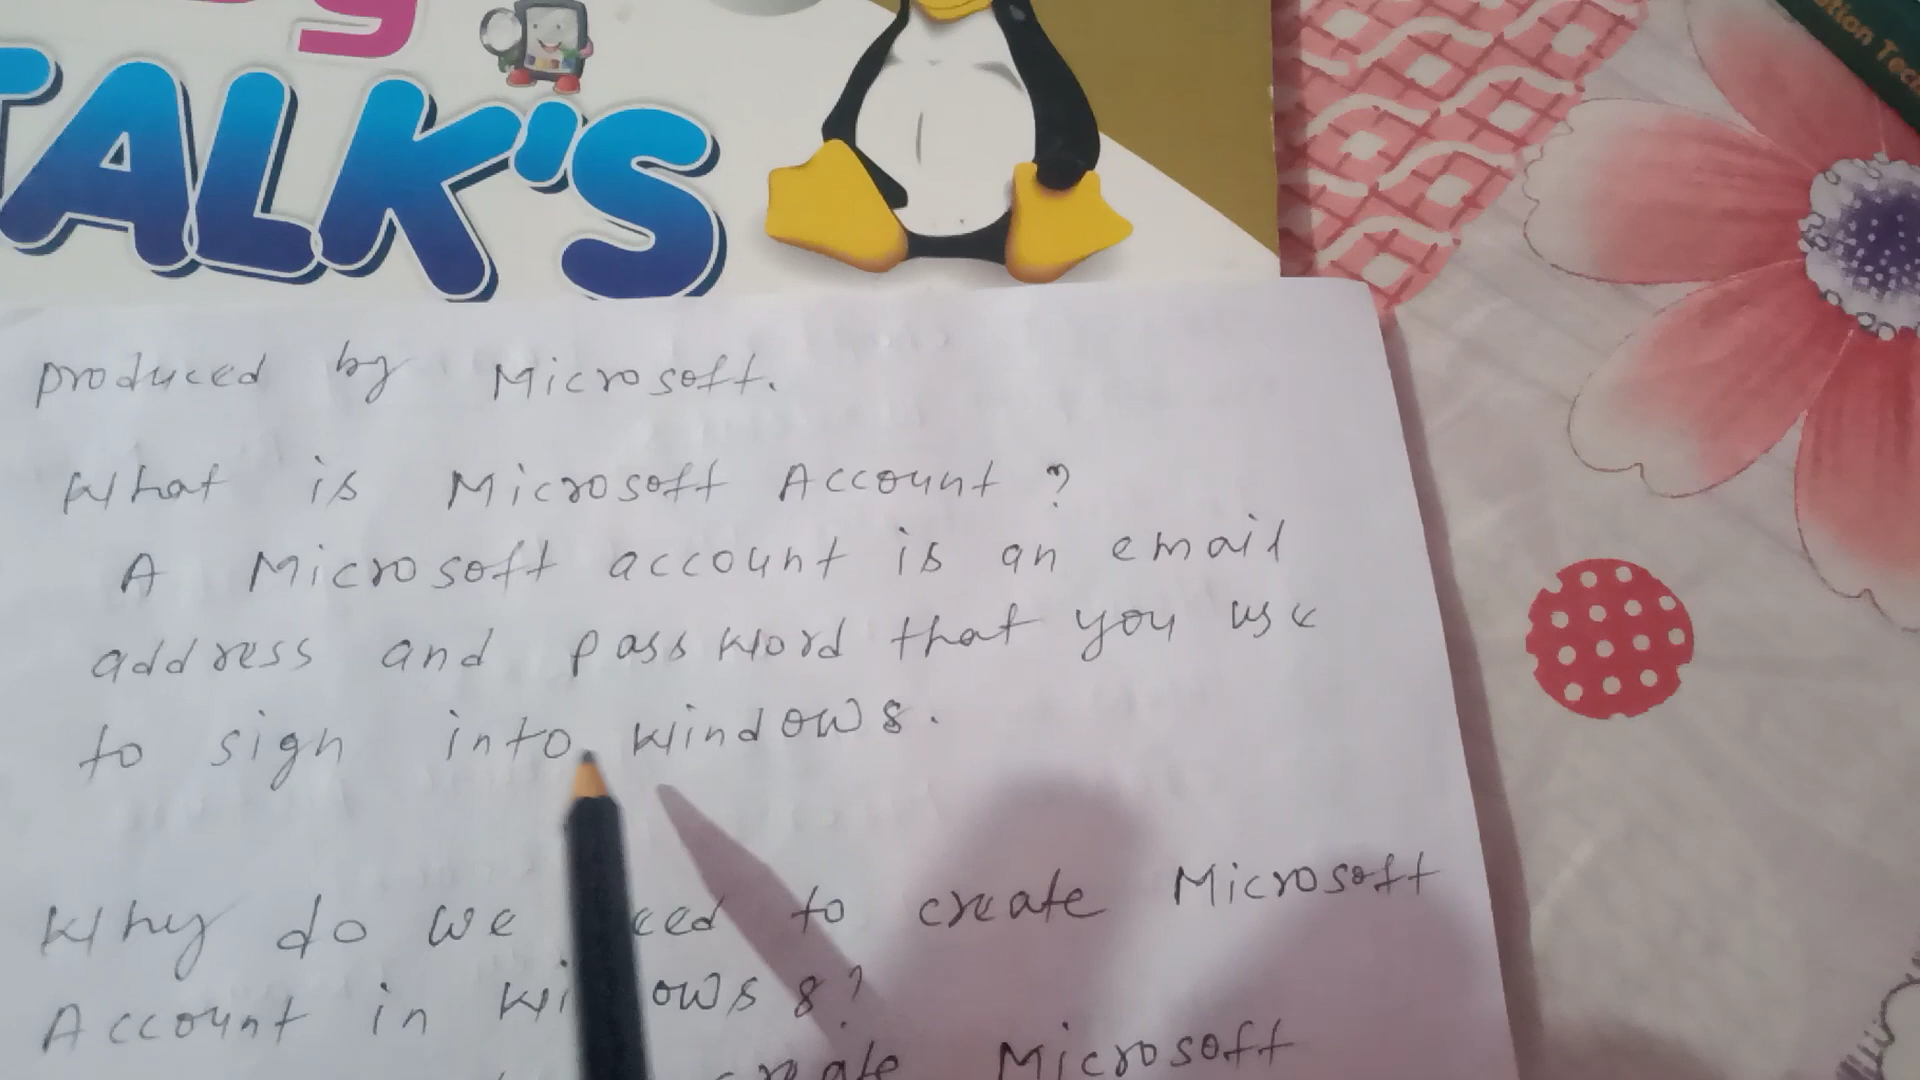 TALK'S
produced by Microsoft.
What is Microsoft Account ?
A Microsoft account is an email
address and password that you use
to sign into Windows.
Why do we to create Microsoft
Account in 8?
Microsoft